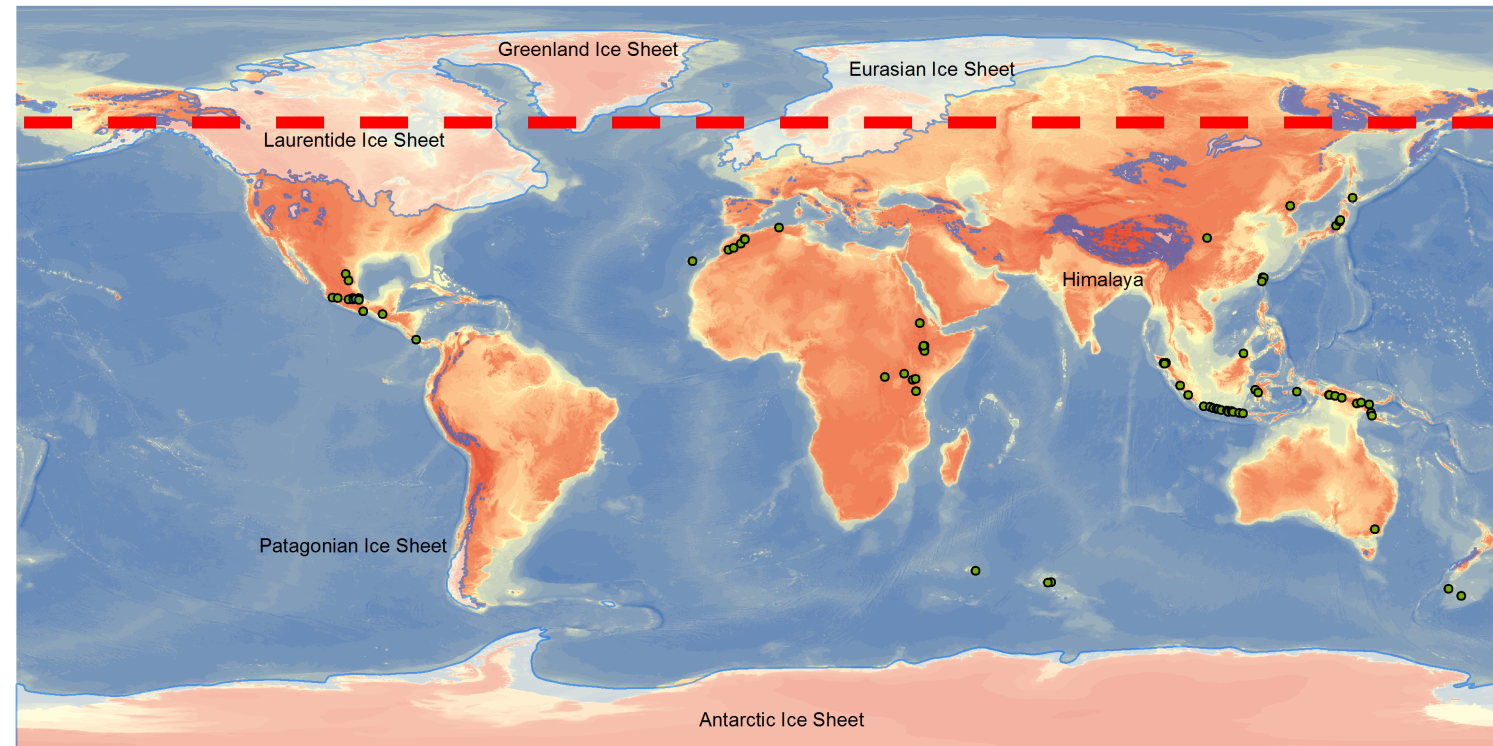 Greenland Ice Sheet
Eurasian Ice Sheet
Laurentide Ice Sheet
Himalaya
Patagonian Ice Sheet
Antarctic Ice Sheet